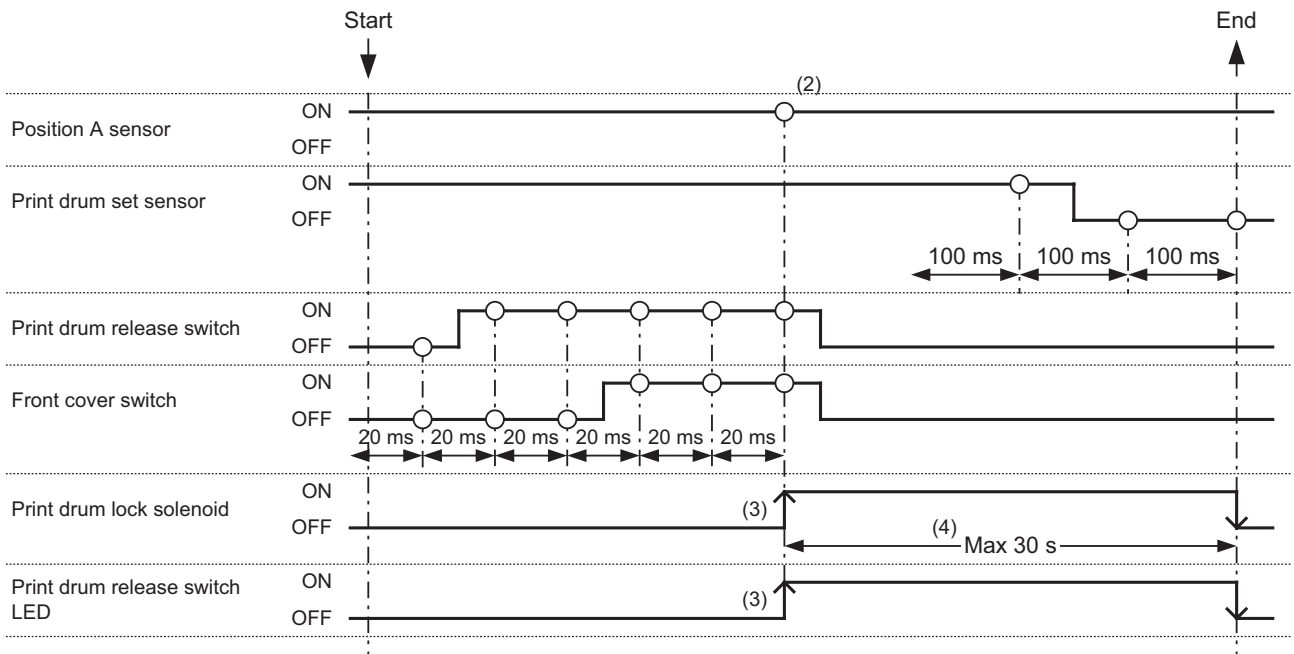 Start
End
(2)
Position A sensor
ON
OFF
Print drum set sensor
ON
OFF
100 ms 100 ms 100 ms
Print drum release switch
ON
OFF
Front cover switch
ON
OFF
20 ms 20 ms 20 ms 20 ms 20 ms 20 ms
Print drum lock solenoid
ON
OFF
(3)
(4)
Max 30 s
Print drum release switch
LED
ON
OFF
(3)